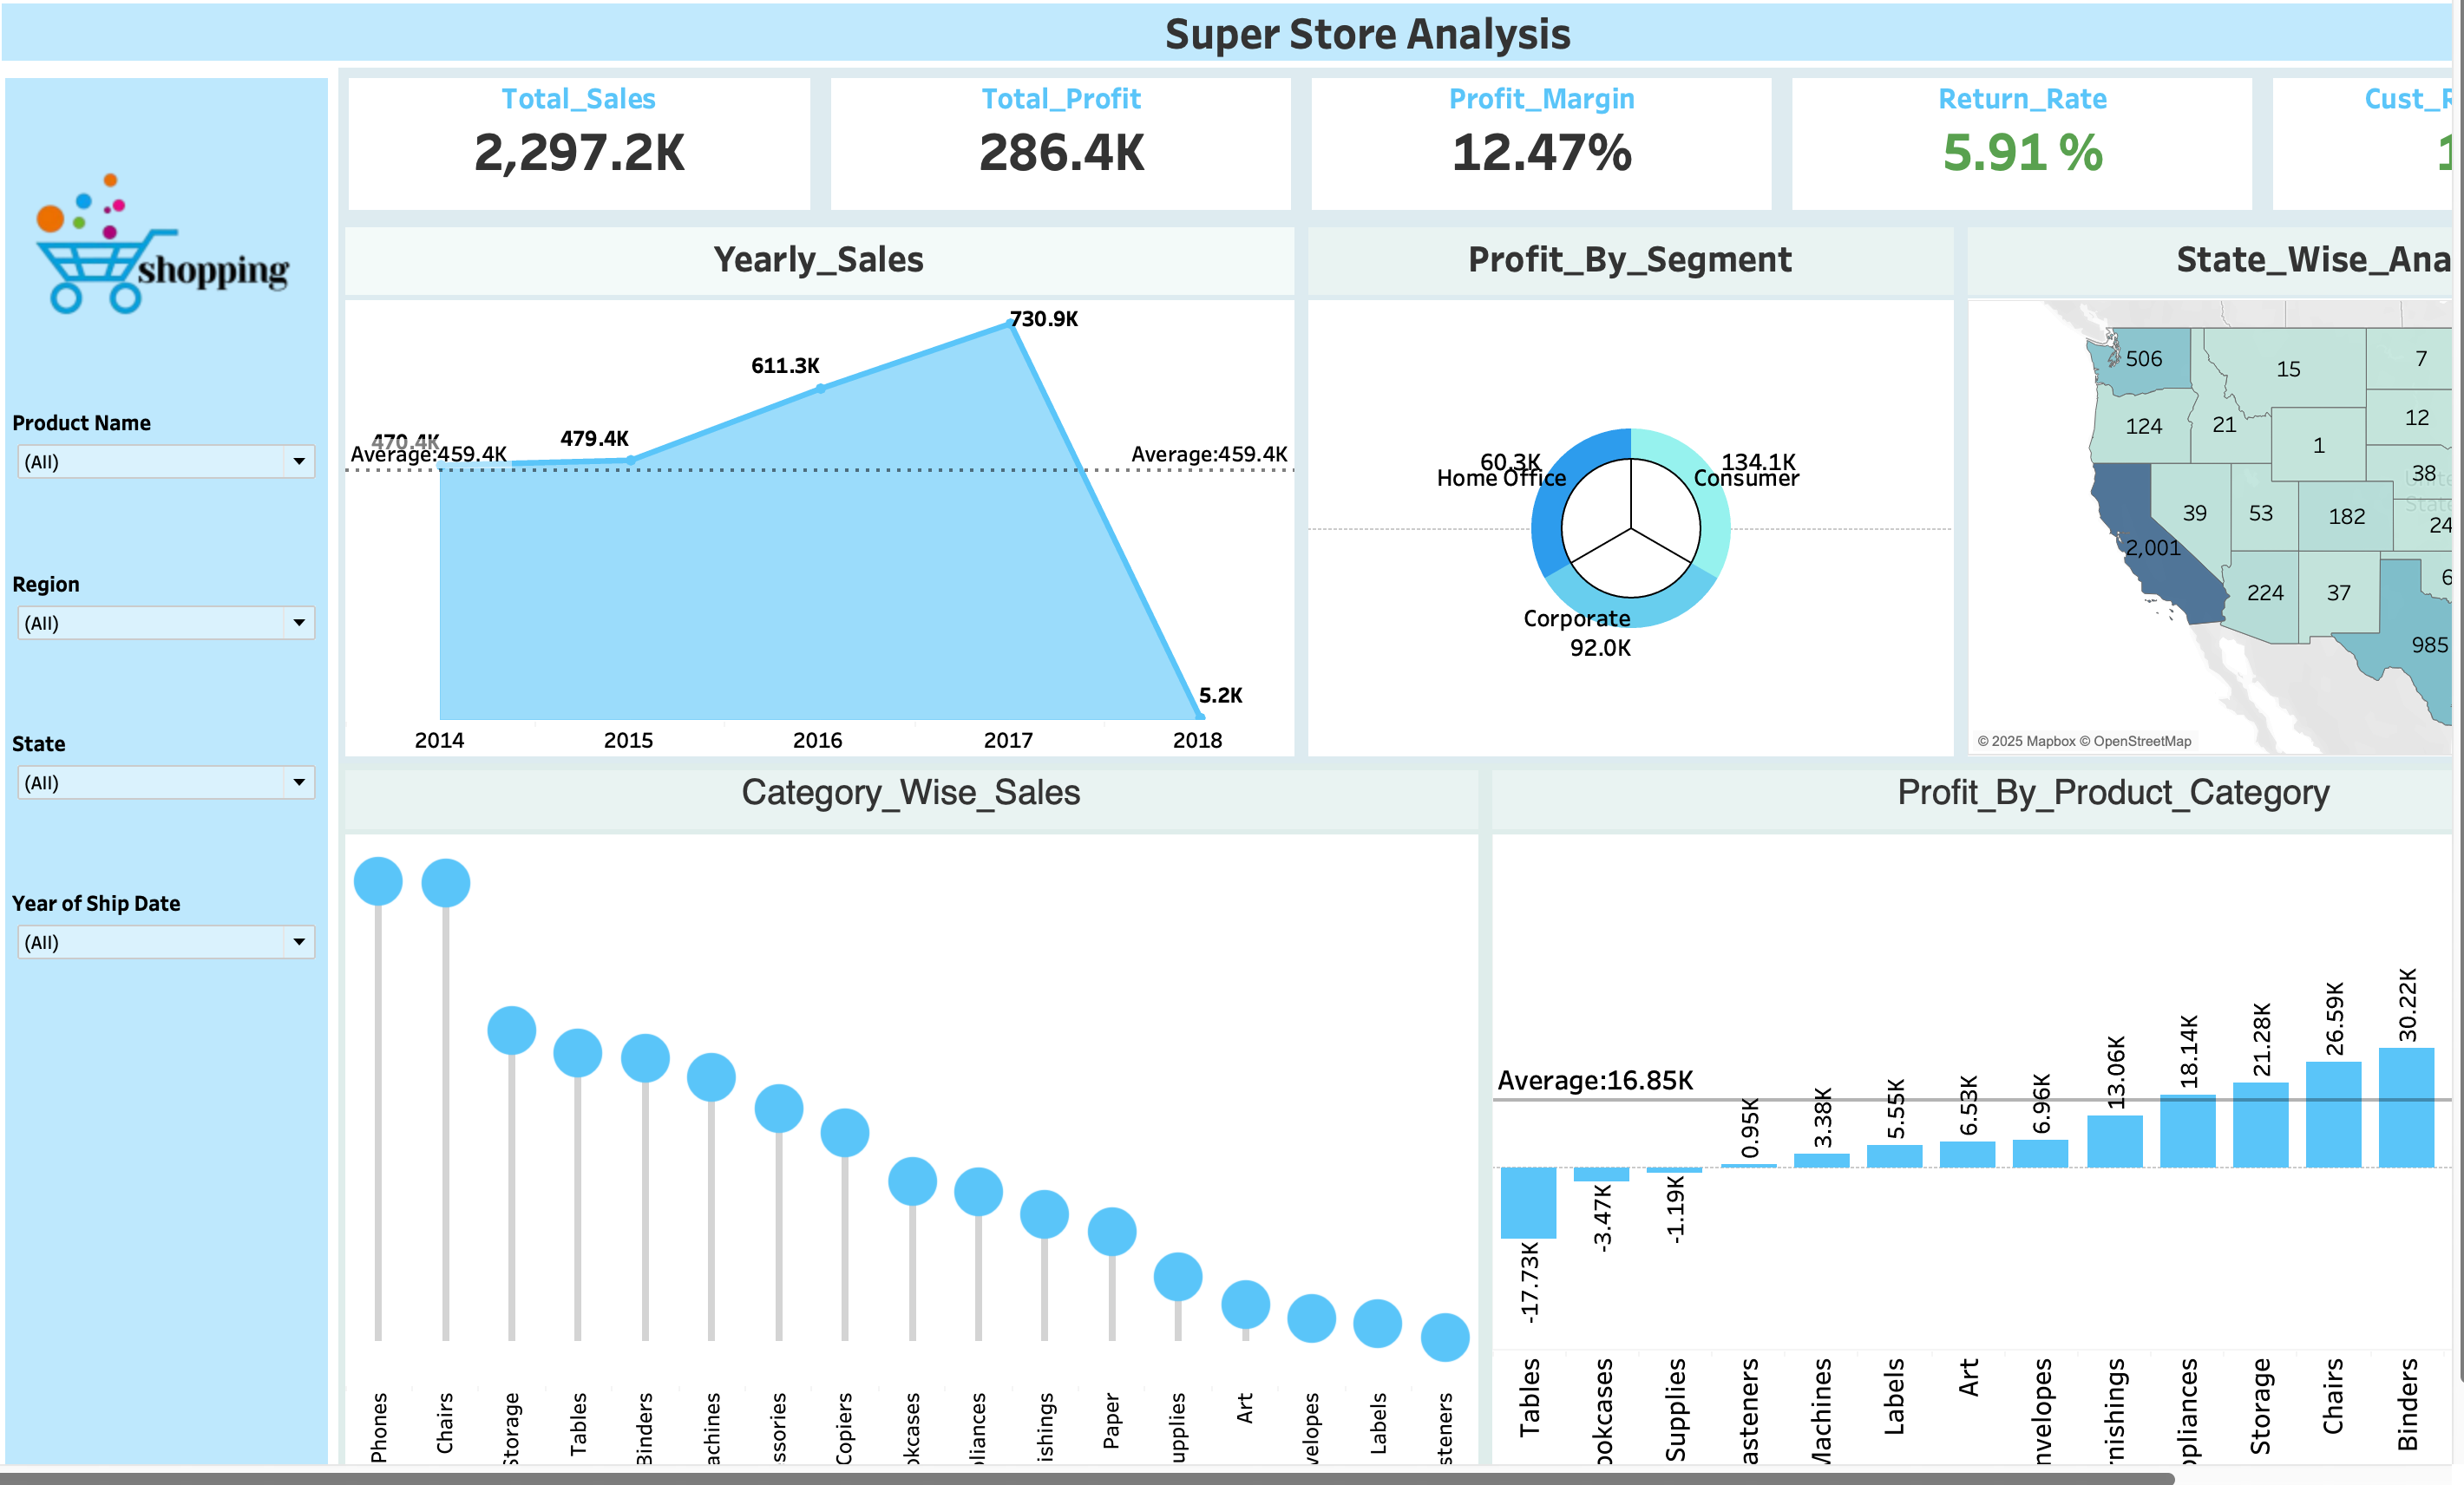 Super Store Analysis
shopping
Product Name
(All)
Region
(All)
State
(All)
Year of Ship Date
(All)
Total_Sales
2,297.2K
Total_Profit
286.4K
Profit_Margin
12.47%
Return_Rate
5.91 %
Yearly_Sales
730.9K
611.3K
470.4K
479.4K
Average:459.4K
Average:459.4K
5.2K
2014 2015 2016 2017 2018
Profit_By_Segment
60.3K
Home Office
134.1K
Consumer
Corporate
92.0K
506
15
7
124
21
12
1
38
39
53
182
24
2,001
224
37
6
985
© 2025 Mapbox © OpenStreetMap
Category_Wise_Sales
Phones
Chairs
Storage
Tables
Binders
achines
ssories
Copiers
okcases
liances
ishings
Paper
upplies
Art
velopes
Labels
steners
Profit_By_Product_Category
Average:16.85K
-17.73K
-3.47K
-1.19K
0.95K
3.38K
5.55K
6.53K
6.96K
13.06K
18.14K
21.28K
26.59K
30.22K
Tables
ookcases
Supplies
asteners
Machines
Labels
Art
nvelopes
rnishings
ppliances
Storage
Chairs
Binders